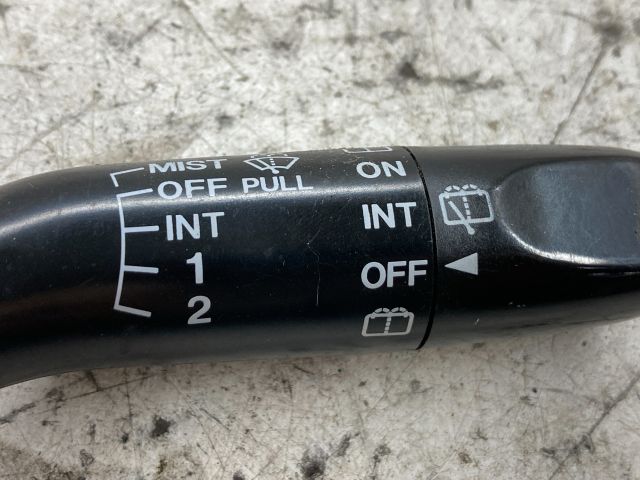 MIST
OFF PULL
INT
1
2
ON
INT
OFF